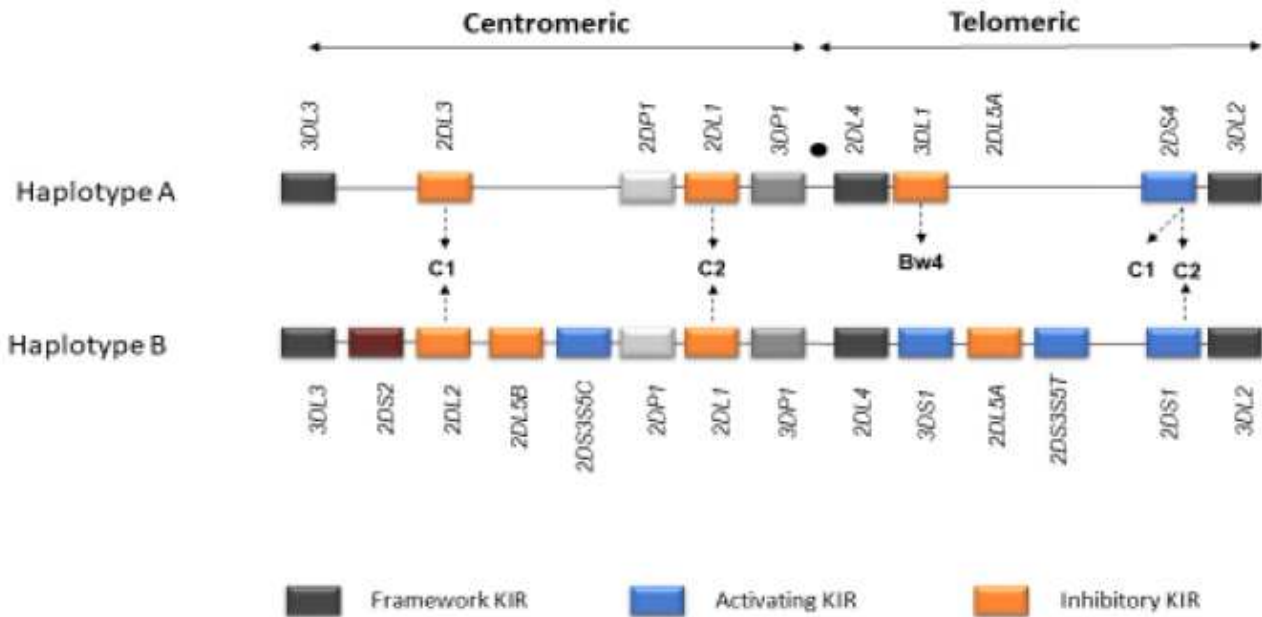 Centromeric Telomeric
3DL3 2DL3 2DP1 2DL1 3DP1 2DL4 3DL1 2DL5A 2DS4 3DL2
Haplotype A
C1 C2 Bw4 C1 C2
Haplotype B
3DL3 2DS2 2DL2 2DL5B 2DS3S5C 2DP1 2DL1 3DP1 2DL4 3DS1 2DL5A 2DS3S5T 2DS1 3DL2
Framework KIR Activating KIR Inhibitory KIR